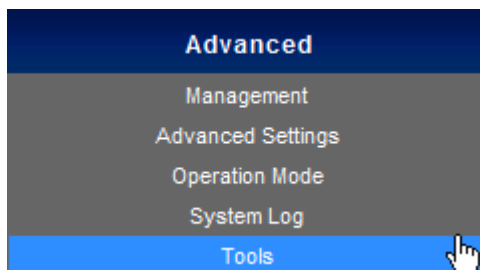 Advanced
Management
Advanced Settings
Operation Mode
System Log
Tools